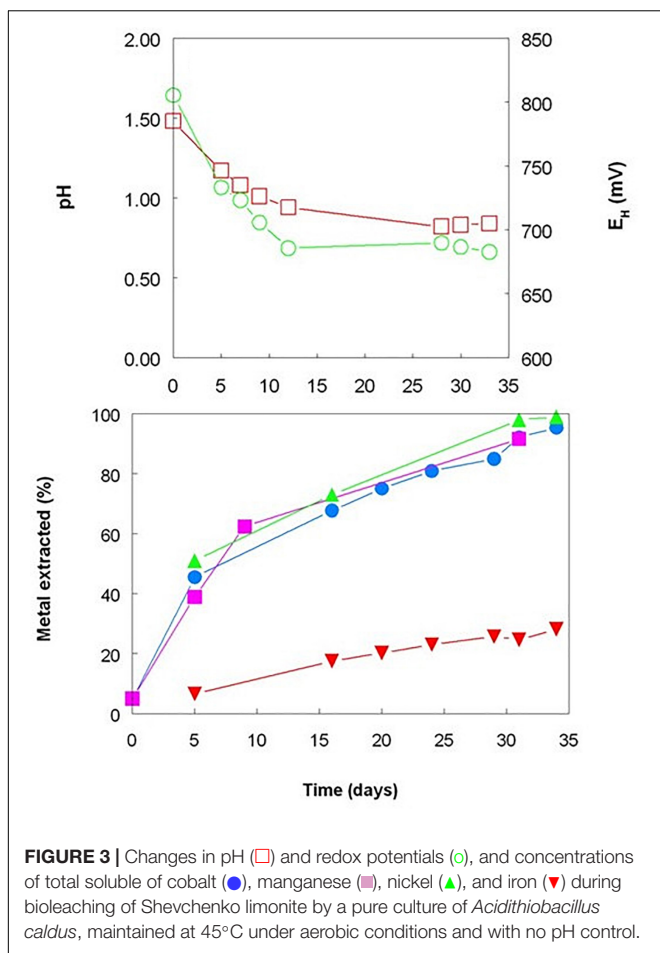 2.00
1.50
1.00
0.50
0.00
pH
850
800
750
700
650
600
E_H (mV)
0 5 10 15 20 25 30 35
100
80
60
40
20
0
Metal extracted (%)
0 5 10 15 20 25 30 35
Time (days)
FIGURE 3 | Changes in pH (□) and redox potentials (○), and concentrations
of total soluble of cobalt (●), manganese (■), nickel (▲), and iron (▼) during
bioleaching of Shevchenko limonite by a pure culture of Acidithiobacillus
caldus, maintained at 45°C under aerobic conditions and with no pH control.